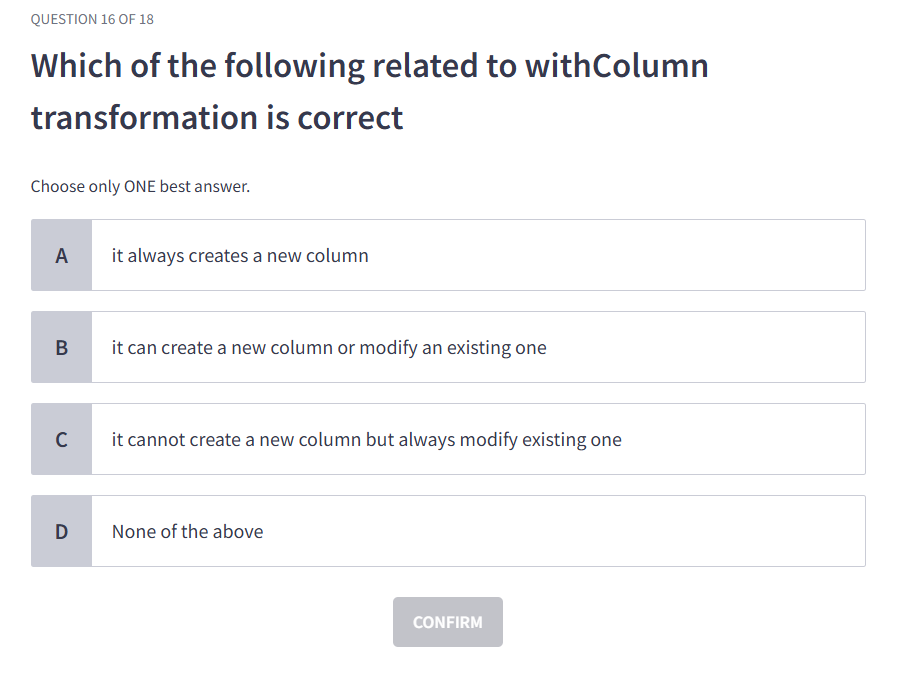 QUESTION 16 OF 18
Which of the following related to withColumn
transformation is correct
Choose only ONE best answer.
A it always creates a new column
B it can create a new column or modify an existing one
C it cannot create a new column but always modify existing one
D None of the above
CONFIRM